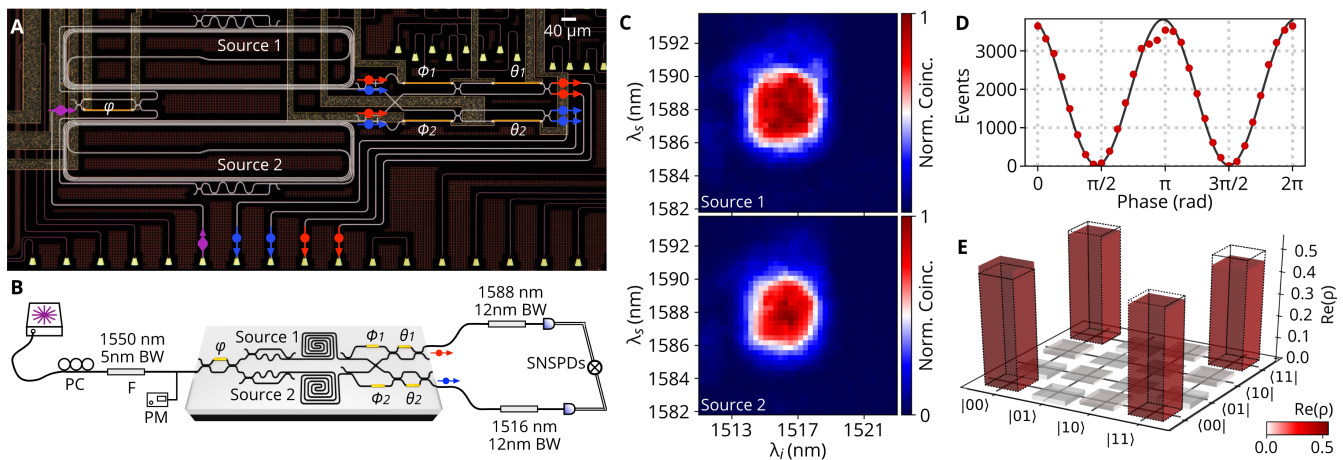 A
Source 1
40 μm
ϕ1
θ1
φ
ϕ2
θ2
Source 2
B
1550 nm
5nm BW
PC
F
PM
φ
Source 1
Source 2
ϕ1
θ1
ϕ2
θ2
1588 nm
12nm BW
SNSPDs
1516 nm
12nm BW
C
λs (nm)
1592
1590
1588
1586
1584
1582
Source 1
1
Norm. Coinc.
0
λs (nm)
1592
1590
1588
1586
1584
1582
Source 2
1
Norm. Coinc.
0
1513
1517
1521
λi (nm)
D
Events
3000
2000
1000
0
0
π/2
π
3π/2
2π
Phase (rad)
E
0.5
0.4
0.3
0.2
0.1
0.0
Re(ρ)
|00⟩
|01⟩
|10⟩
|11⟩
⟨00|
⟨01|
⟨10|
⟨11|
Re(ρ)
0.0
0.5